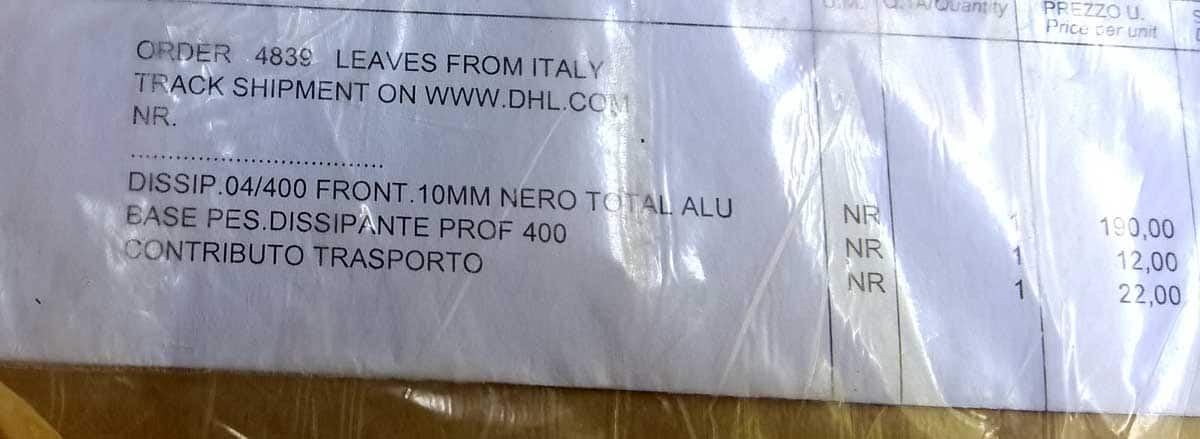 U.M. Q.TA/Quantity PREZZO U.
Price per unit
ORDER 4839 LEAVES FROM ITALY
TRACK SHIPMENT ON WWW.DHL.COM
NR.
....................................
DISSIP.04/400 FRONT.10MM NERO TOTAL ALU NR 1 190,00
BASE PES.DISSIPANTE PROF 400 NR 1 12,00
CONTRIBUTO TRASPORTO NR 1 22,00